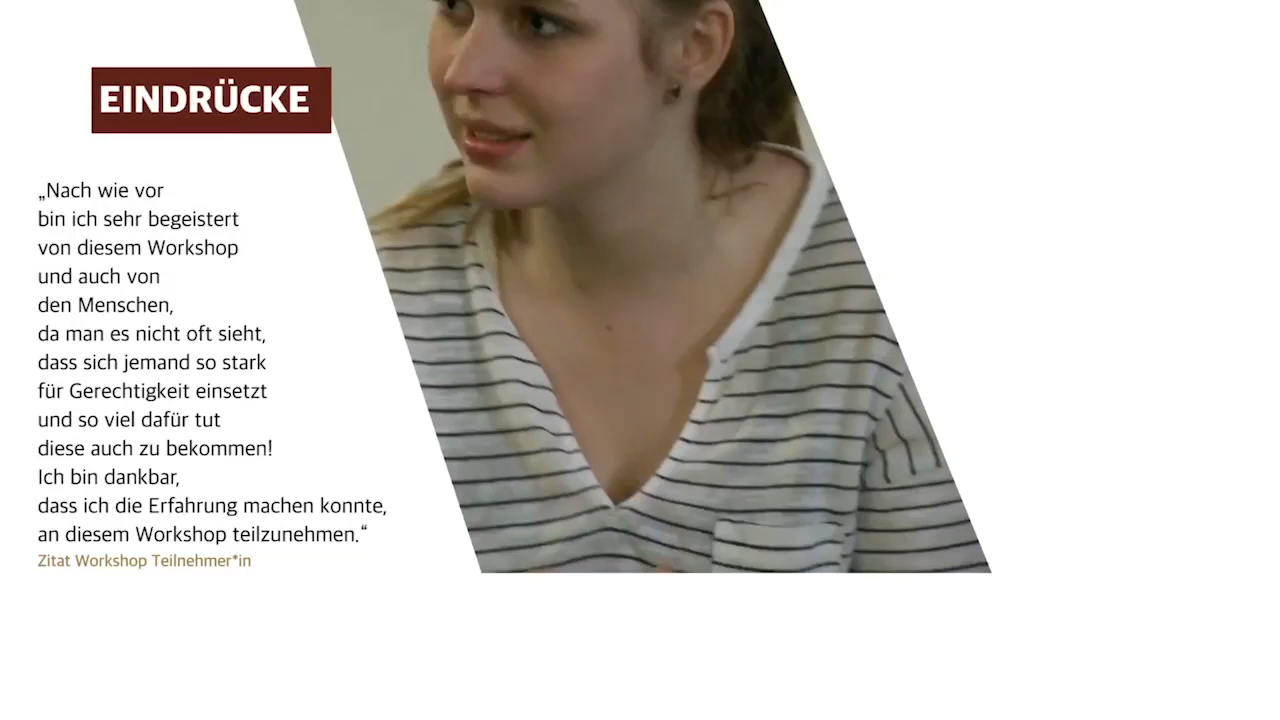 EINDRÜCKE
„Nach wie vor
bin ich sehr begeistert
von diesem Workshop
und auch von
den Menschen,
da man es nicht oft sieht,
dass sich jemand so stark
für Gerechtigkeit einsetzt
und so viel dafür tut
diese auch zu bekommen!
Ich bin dankbar,
dass ich die Erfahrung machen konnte,
an diesem Workshop teilzunehmen.“
Zitat Workshop Teilnehmer*in